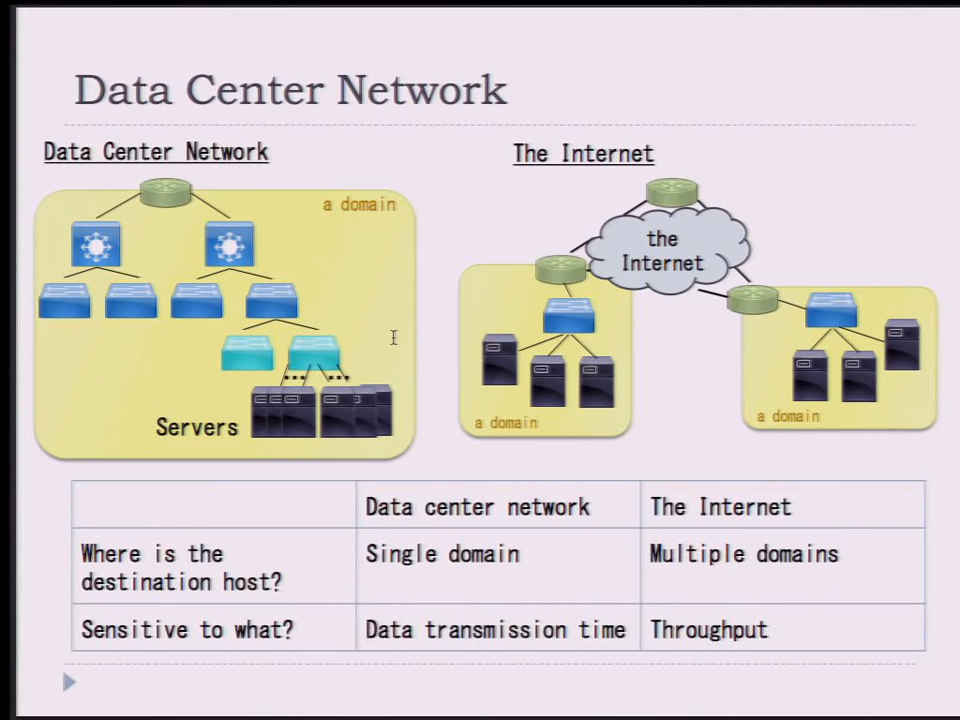 Data Center Network
Data Center Network
The Internet
a domain
the
Internet
Servers
a domain
a domain
Data center network
The Internet
Where is the
destination host?
Single domain
Multiple domains
Sensitive to what?
Data transmission time
Throughput